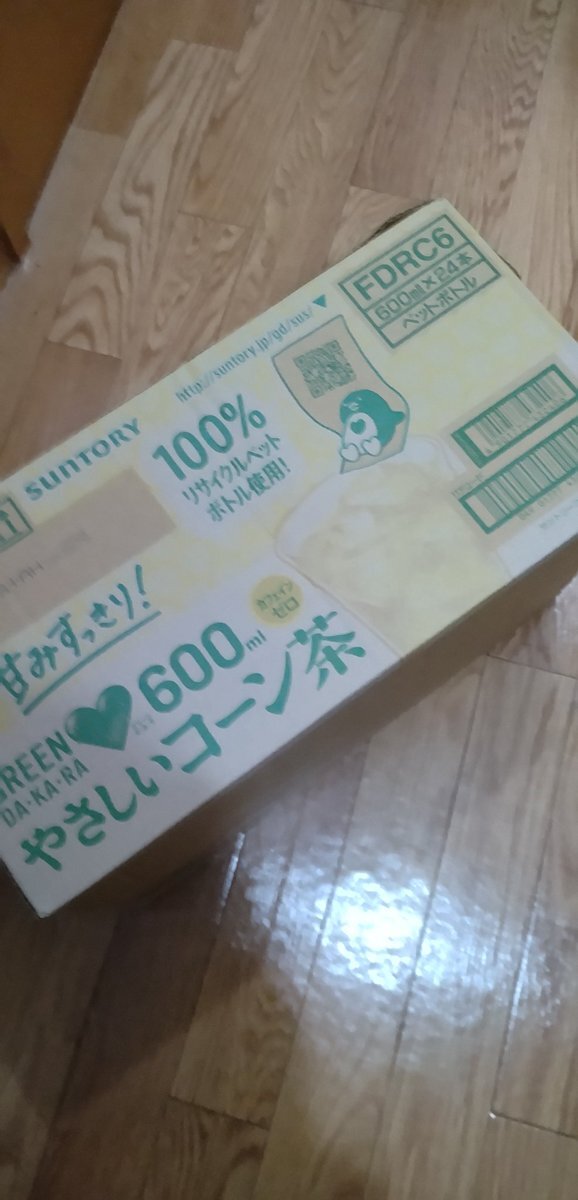 FDRC6
600ml×24本
ペットボトル
http://suntory.jp/gd/sus/
SUNTORY
100%
リサイクルペット
ボトル使用!
甘みすっきり!
カフェイン
ゼロ
GREEN
DA・KA・RA
600ml
やさしいコーン茶